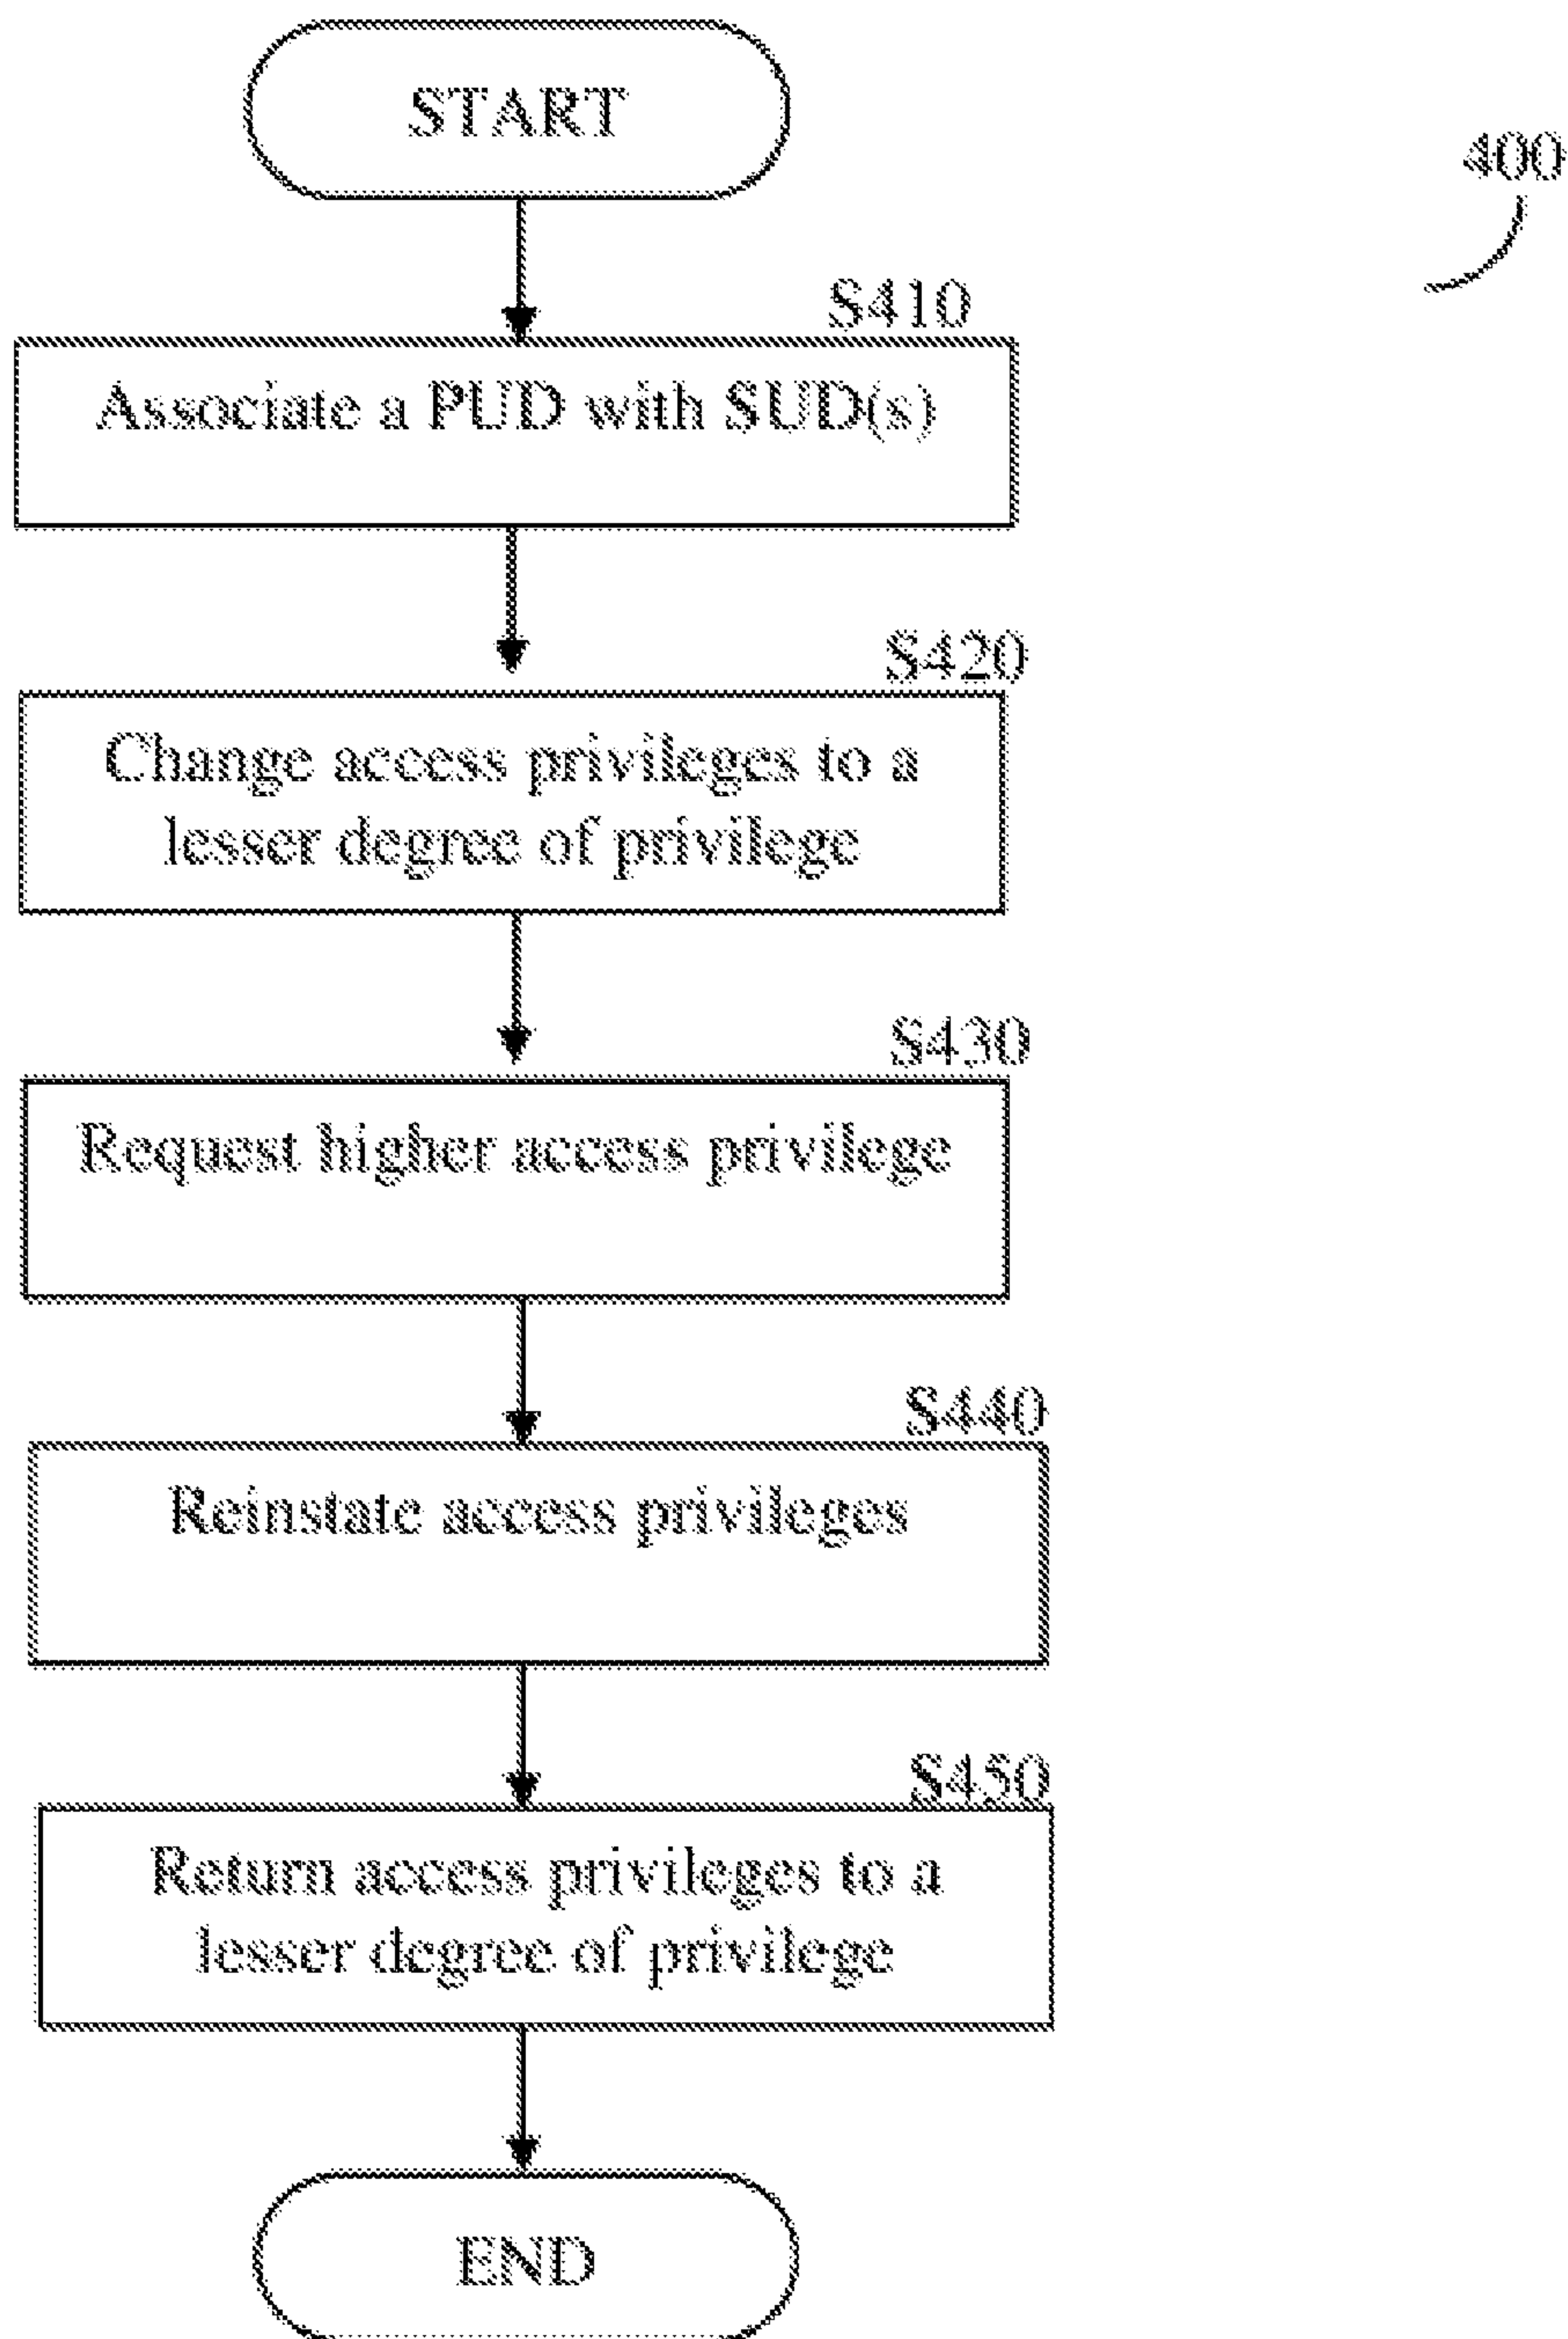 START
400
S410
Associate a PUD with SUD(s)
S420
Change access privileges to a
lesser degree of privilege
S430
Request higher access privilege
S440
Reinstate access privileges
S450
Return access privileges to a
lesser degree of privilege
END